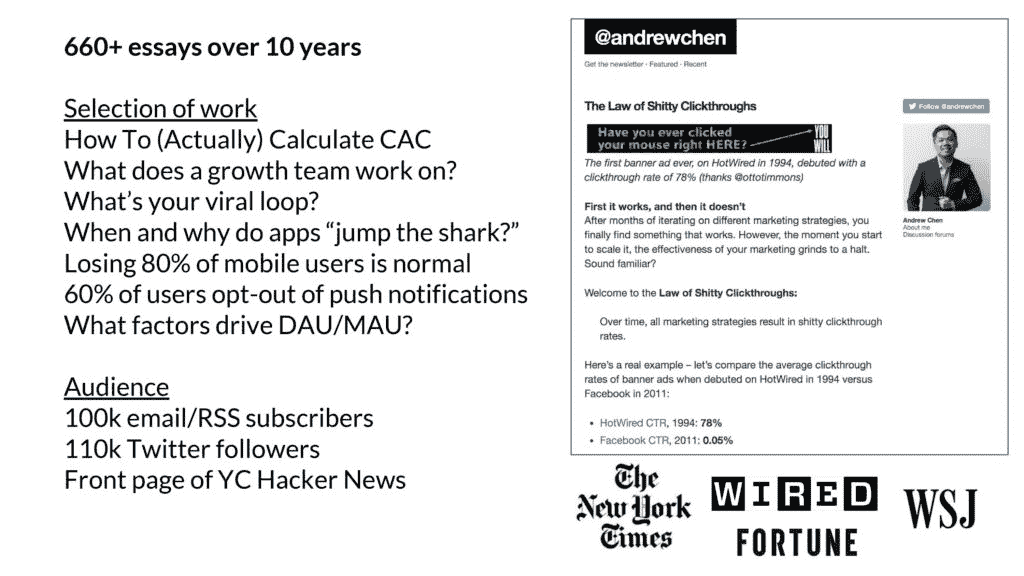 660+ essays over 10 years
Selection of work
How To (Actually) Calculate CAC
What does a growth team work on?
What's your viral loop?
When and why do apps “jump the shark?”
Losing 80% of mobile users is normal
60% of users opt-out of push notifications
What factors drive DAU/MAU?
Audience
100k email/RSS subscribers
110k Twitter followers
Front page of YC Hacker News
@andrewchen
Get the newsletter · Featured · Recent
The Law of Shitty Clickthroughs
Have you ever clicked
your mouse right HERE?
YOU
WILL
The first banner ad ever, on HotWired in 1994, debuted with a
clickthrough rate of 78% (thanks @ottotimmons)
First it works, and then it doesn't
After months of iterating on different marketing strategies, you
finally find something that works. However, the moment you start
to scale it, the effectiveness of your marketing grinds to a halt.
Sound familiar?
Welcome to the Law of Shitty Clickthroughs:
Over time, all marketing strategies result in shitty clickthrough
rates.
Here's a real example – let's compare the average clickthrough
rates of banner ads when debuted on HotWired in 1994 versus
Facebook in 2011:
• HotWired CTR, 1994: 78%
• Facebook CTR, 2011: 0.05%
Follow @andrewchen
Andrew Chen
About me
Discussion forums
The
New York
Times
WIRED
FORTUNE
WSJ